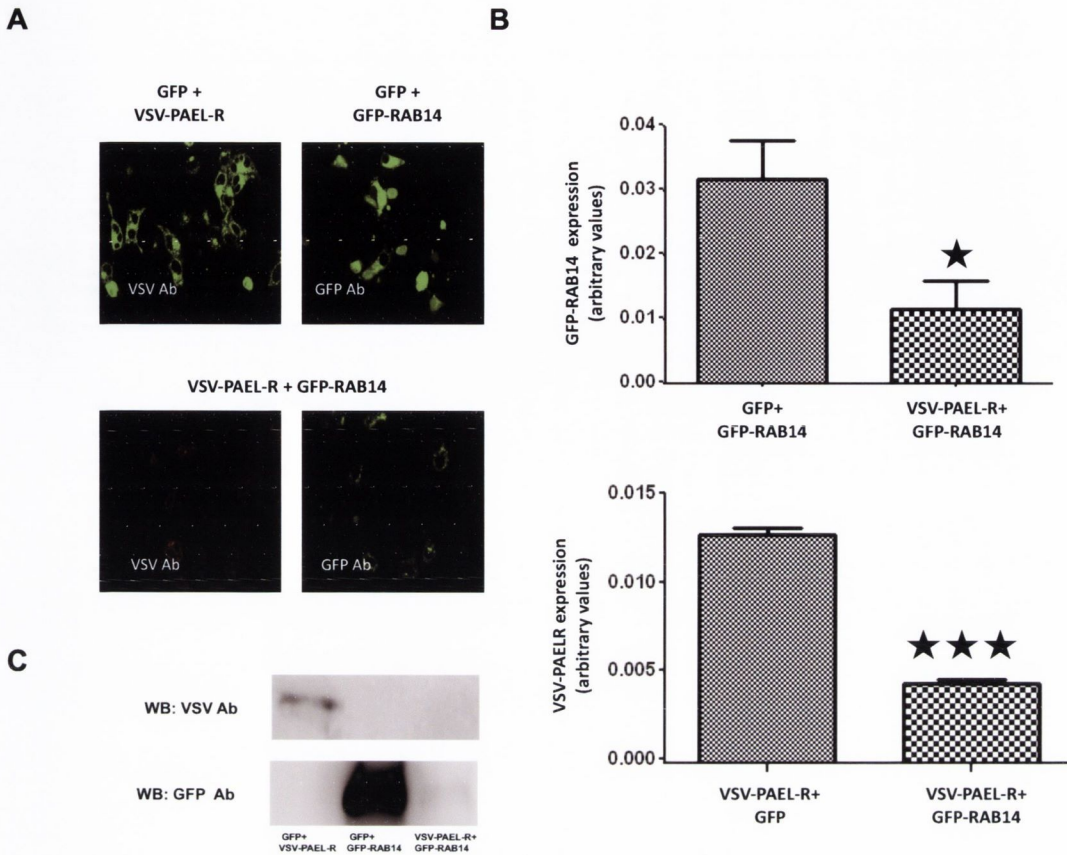 A
GFP +
VSV-PAEL-R
GFP +
GFP-RAB14
VSV Ab
GFP Ab
VSV-PAEL-R + GFP-RAB14
VSV Ab
GFP Ab
B
GFP-RAB14 expression
(arbitrary values)
0.04
0.03
0.02
0.01
0.00
GFP+
GFP-RAB14
VSV-PAEL-R+
GFP-RAB14
VSV-PAELR expression
(arbitrary values)
0.015
0.010
0.005
0.000
VSV-PAEL-R+
GFP
VSV-PAEL-R+
GFP-RAB14
C
WB: VSV Ab
WB: GFP Ab
GFP+
VSV-PAEL-R
GFP+
GFP-RAB14
VSV-PAEL-R+
GFP-RAB14